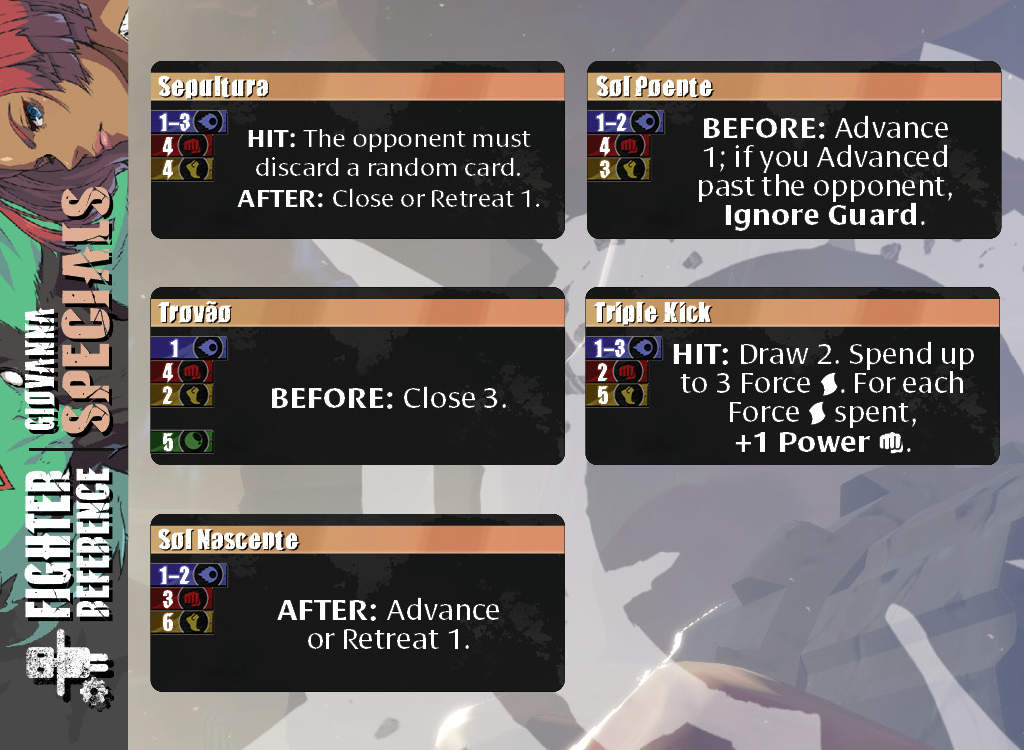 FIGHTER | GIOVANNA
REFERENCE | SPECIALS
Sepultura
1–3
4
4
HIT: The opponent must
discard a random card.
AFTER: Close or Retreat 1.
Sol Poente
1–2
4
3
BEFORE: Advance
1; if you Advanced
past the opponent,
Ignore Guard.
Trovão
1
4
2
5
BEFORE: Close 3.
Triple Kick
1–3
2
5
HIT: Draw 2. Spend up
to 3 Force . For each
Force spent,
+1 Power .
Sol Nascente
1–2
3
6
AFTER: Advance
or Retreat 1.